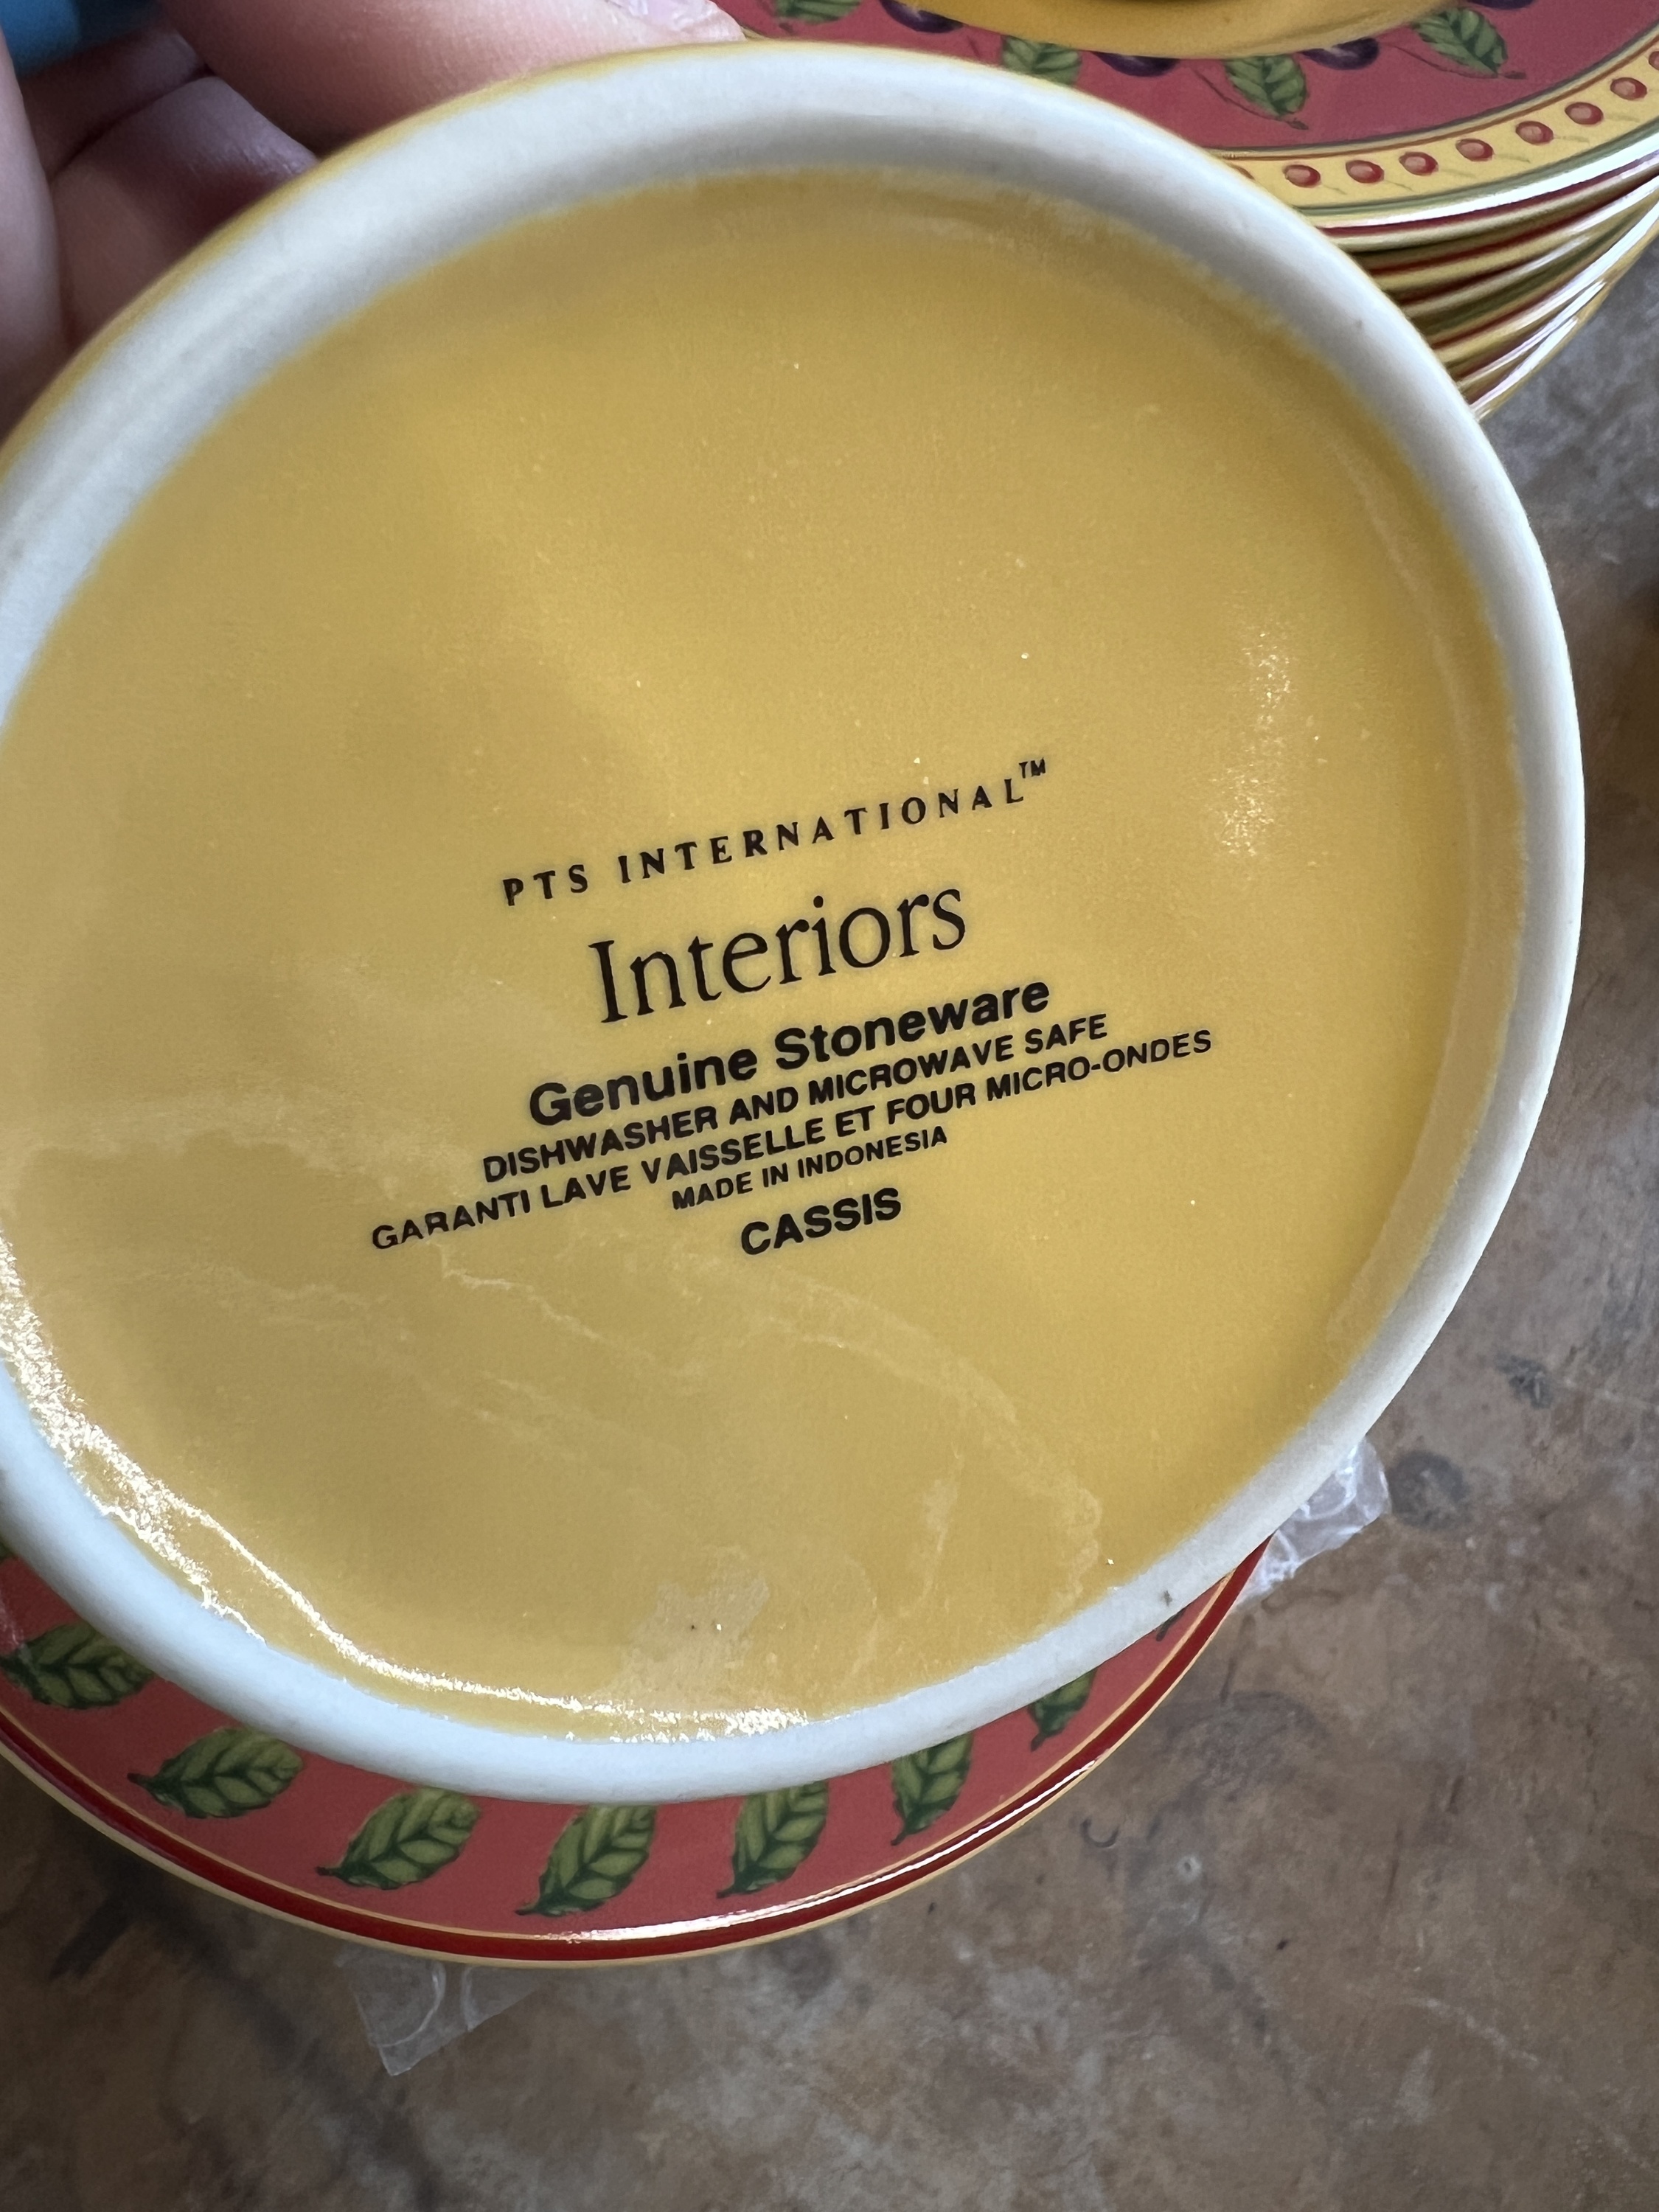 PTS INTERNATIONAL™
Interiors
Genuine Stoneware
DISHWASHER AND MICROWAVE SAFE
GARANTI LAVE VAISSELLE ET FOUR MICRO-ONDES
MADE IN INDONESIA
CASSIS